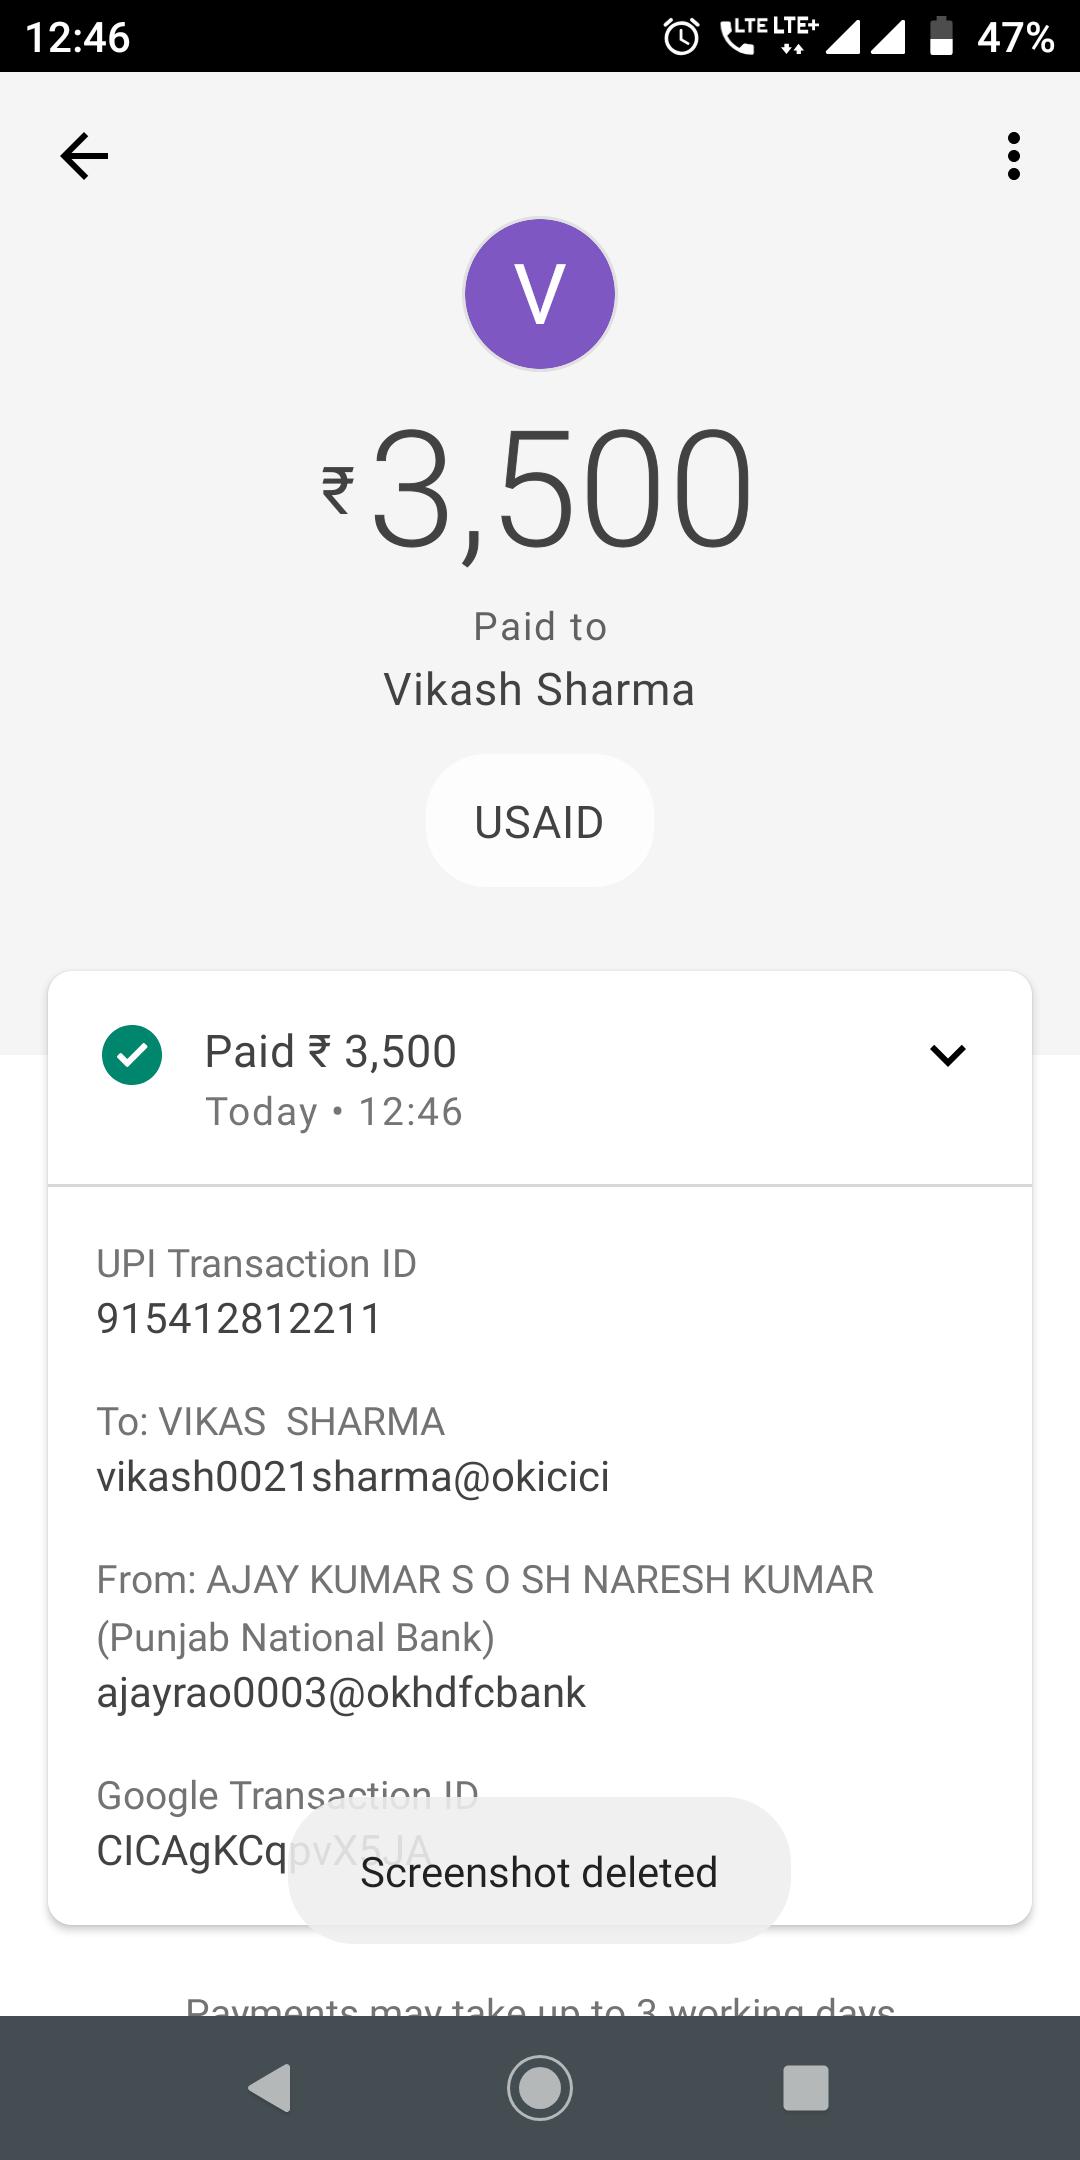 12:46
LTE LTE+ 47%
V
₹3,500
Paid to
Vikash Sharma
USAID
Paid ₹ 3,500
Today • 12:46
UPI Transaction ID
915412812211
To: VIKAS  SHARMA
vikash0021sharma@okicici
From: AJAY KUMAR S O SH NARESH KUMAR
(Punjab National Bank)
ajayrao0003@okhdfcbank
Google Transaction ID
CICAgKCqpvX5JA
Screenshot deleted
Payments may take up to 3 working days